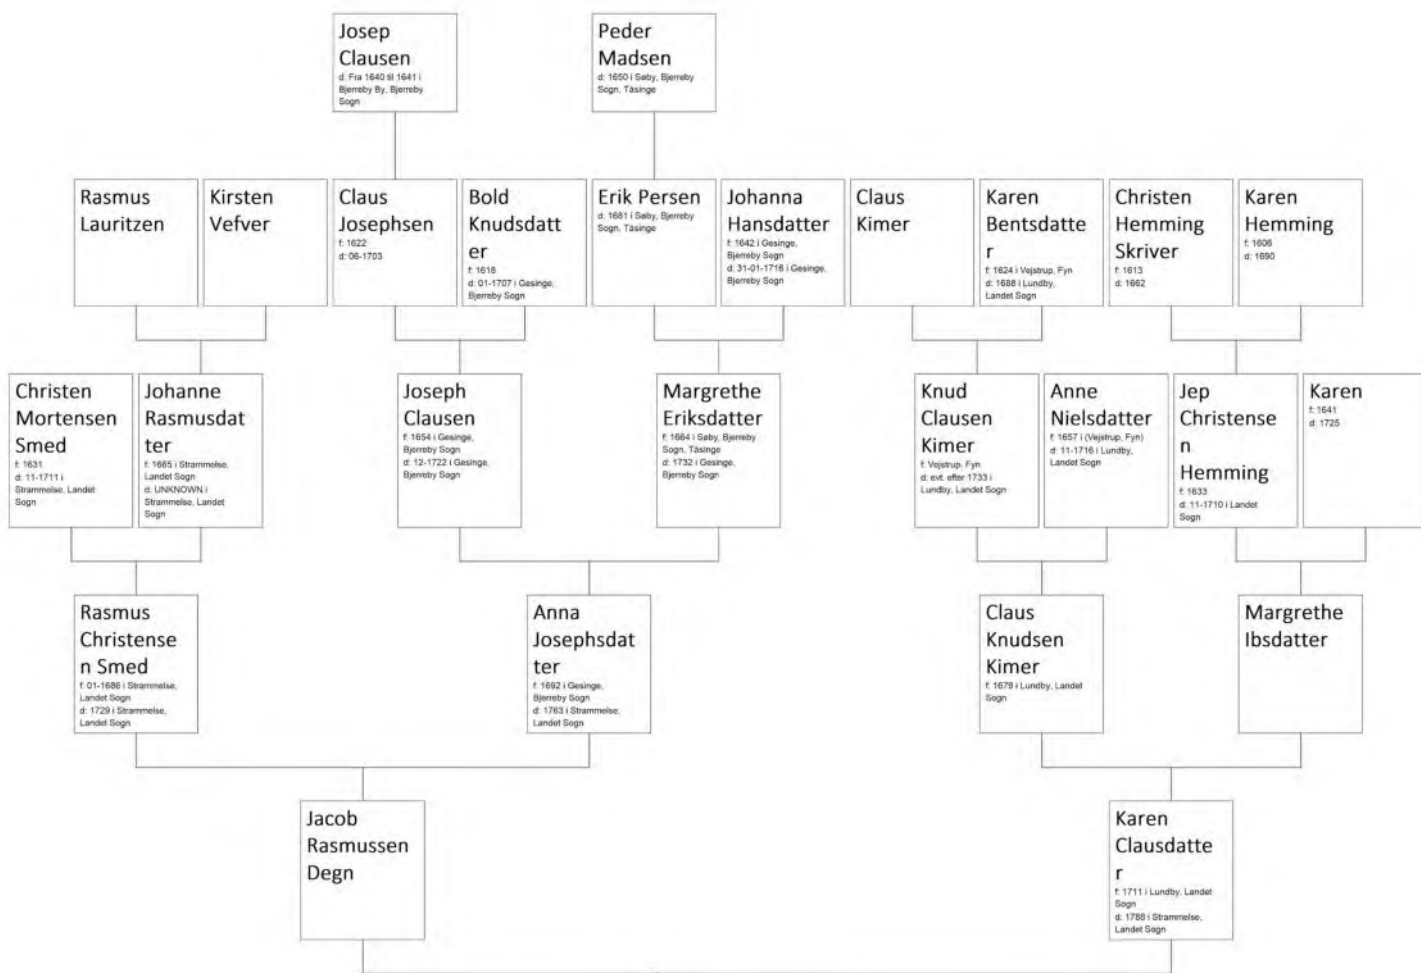 Josep
Clausen
d: Fra 1640 til 1641 i
Bjerreby By, Bjerreby
Sogn
Peder
Madsen
d: 1650 i Søby, Bjerreby
Sogn, Tåsinge
Rasmus
Lauritzen
Kirsten
Vefver
Claus
Josephsen
f: 1622
d: 06-1703
Bold
Knudsdatt
er
f: 1618
d: 01-1707 i Gesinge,
Bjerreby Sogn
Erik Persen
d: 1681 i Søby, Bjerreby
Sogn, Tåsinge
Johanna
Hansdatter
f: 1642 i Gesinge,
Bjerreby Sogn
d: 31-01-1716 i Gesinge,
Bjerreby Sogn
Claus
Kimer
Karen
Bentsdatte
r
f: 1624 i Vejstrup, Fyn
d: 1688 i Lundby,
Landet Sogn
Christen
Hemming
Skriver
f: 1613
d: 1662
Karen
Hemming
f: 1606
d: 1690
Christen
Mortensen
Smed
f: 1631
d: 11-1711 i
Strammelse, Landet
Sogn
Johanne
Rasmusdat
ter
f: 1665 i Strammelse,
Landet Sogn
d: UNKNOWN i
Strammelse, Landet
Sogn
Joseph
Clausen
f: 1654 i Gesinge,
Bjerreby Sogn
d: 12-1722 i Gesinge,
Bjerreby Sogn
Margrethe
Eriksdatter
f: 1664 i Søby, Bjerreby
Sogn, Tåsinge
d: 1732 i Gesinge,
Bjerreby Sogn
Knud
Clausen
Kimer
f: Vejstrup, Fyn
d: evt. efter 1733 i
Lundby, Landet Sogn
Anne
Nielsdatter
f: 1657 i (Vejstrup, Fyn)
d: 11-1716 i Lundby,
Landet Sogn
Jep
Christense
n
Hemming
f: 1633
d: 11-1710 i Landet
Sogn
Karen
f: 1641
d: 1725
Rasmus
Christense
n Smed
f: 01-1686 i Strammelse,
Landet Sogn
d: 1729 i Strammelse,
Landet Sogn
Anna
Josephsdat
ter
f: 1692 i Gesinge,
Bjerreby Sogn
d: 1763 i Strammelse,
Landet Sogn
Claus
Knudsen
Kimer
f: 1679 i Lundby, Landet
Sogn
Margrethe
Ibsdatter
Jacob
Rasmussen
Degn
Karen
Clausdatte
r
f: 1711 i Lundby, Landet
Sogn
d: 1788 i Strammelse,
Landet Sogn